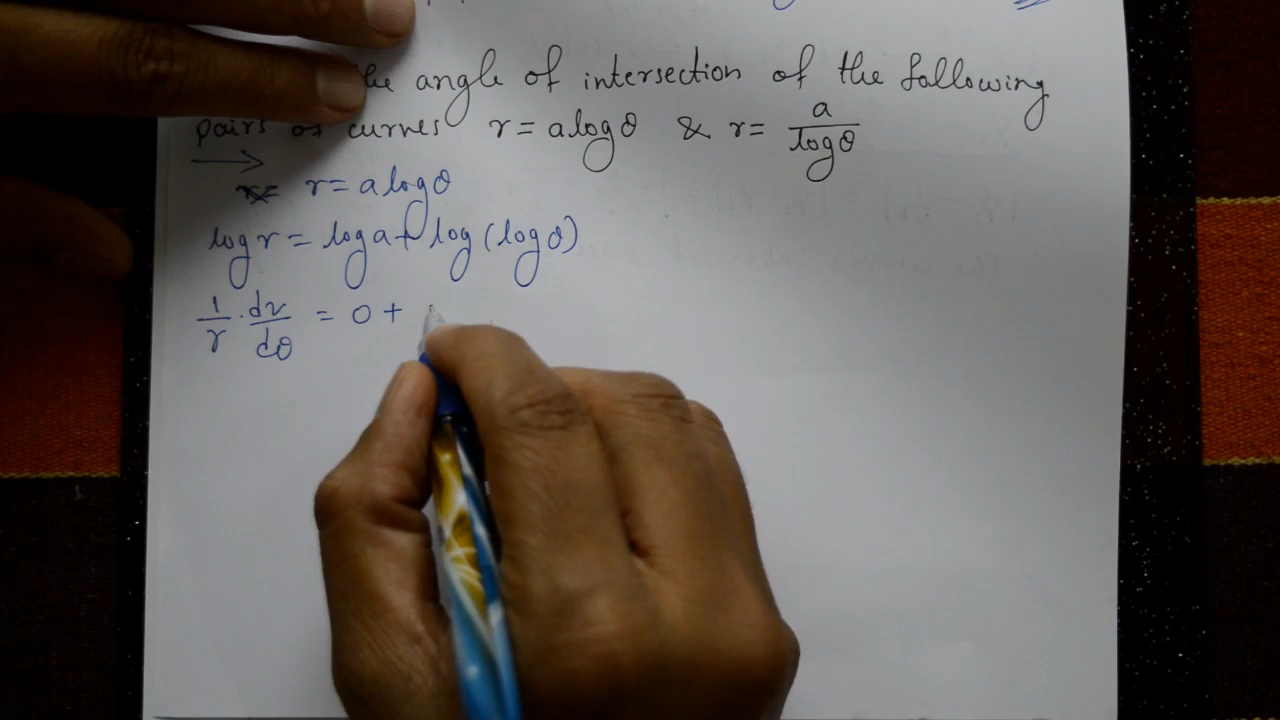 the angle of intersection of the following
pairs of curves r = a log θ & r = a/log θ
r = a log θ
log r = log a + log (log θ)
1/r . dr/dθ = 0 +